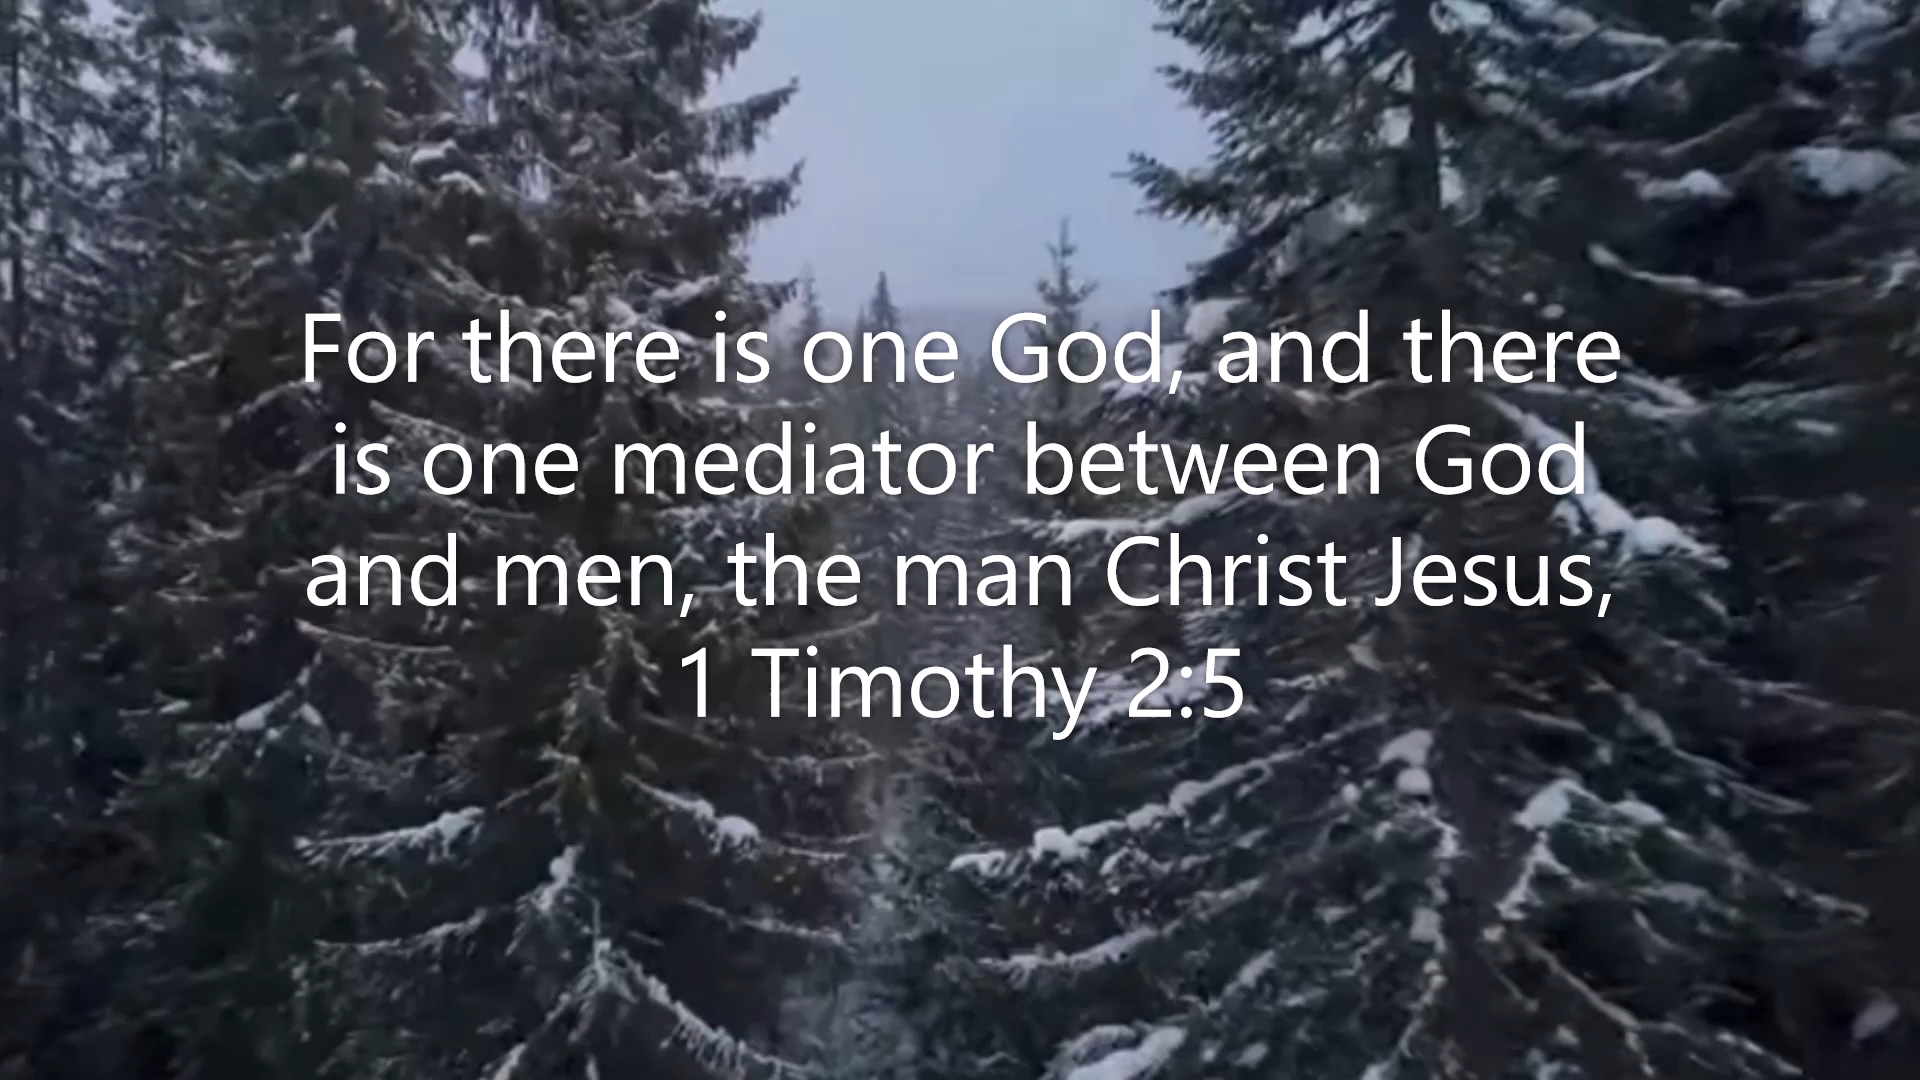 For there is one God, and there
is one mediator between God
and men, the man Christ Jesus,
1 Timothy 2:5